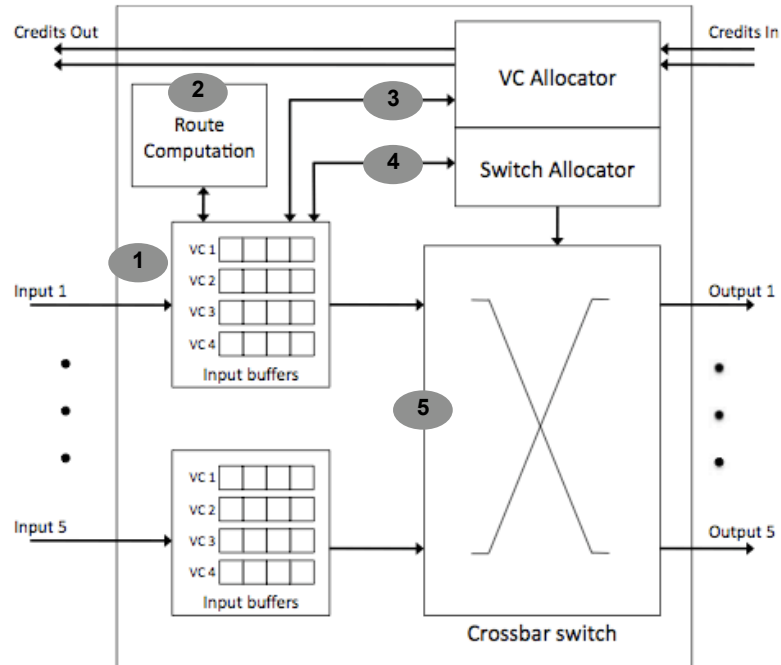 Credits Out
Credits In
VC Allocator
2
3
Route
Computation
4
Switch Allocator
1
VC 1
VC 2
VC 3
VC 4
Input buffers
Input 1
Output 1
5
VC 1
VC 2
VC 3
VC 4
Input buffers
Input 5
Output 5
Crossbar switch